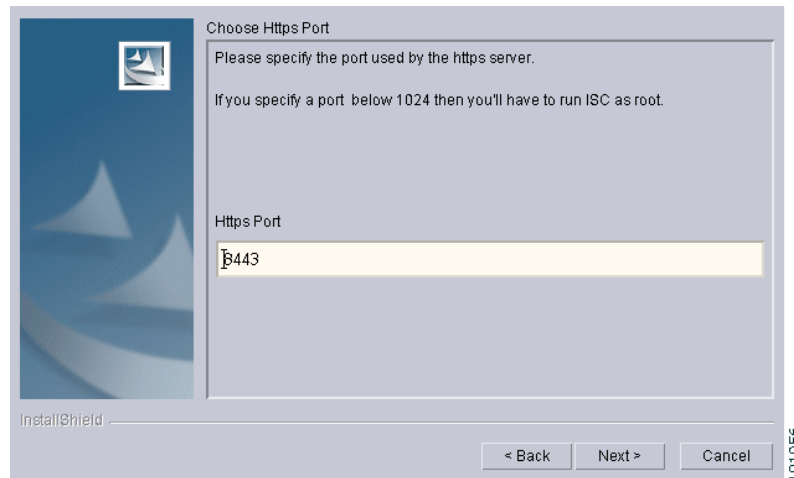 Choose Https Port
Please specify the port used by the https server.
If you specify a port below 1024 then you'll have to run ISC as root.
Https Port
8443
InstallShield
< Back
Next >
Cancel